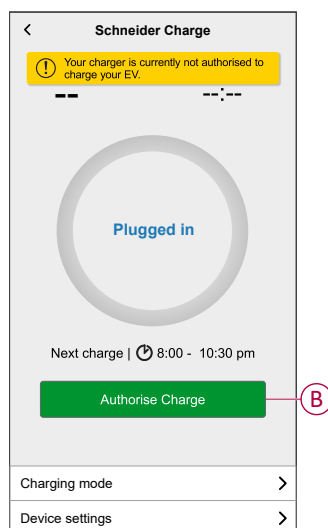 Schneider Charge
Your charger is currently not authorised to
charge your EV.
-- --:--
Plugged in
Next charge | 8:00 - 10:30 pm
Authorise Charge
B
Charging mode
Device settings